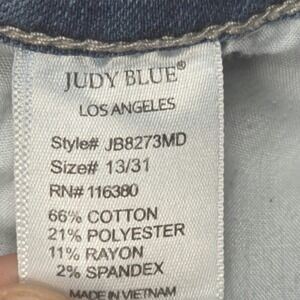 JUDY BLUE®
LOS ANGELES
Style# JB8273MD
Size# 13/31
RN# 116380
66% COTTON
21% POLYESTER
11% RAYON
2% SPANDEX
MADE IN VIETNAM